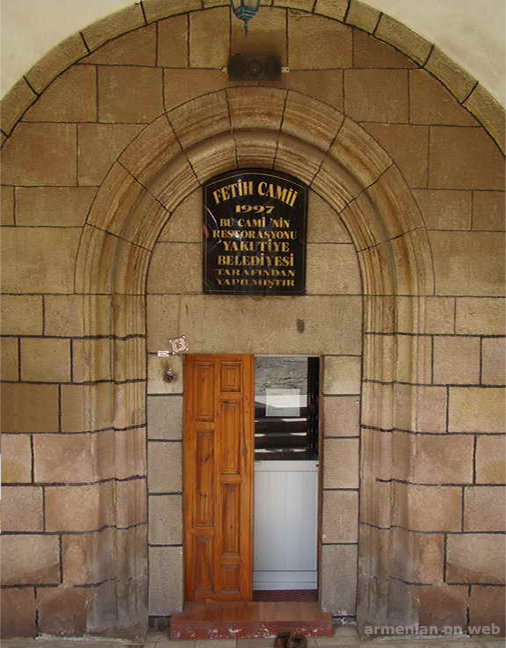 FETİH CAMİİ
1997
BU CAMİ'NİN
RESTORASYONU
YAKUTİYE
BELEDİYESİ
TARAFINDAN
YAPILMIŞTIR
armenian on web